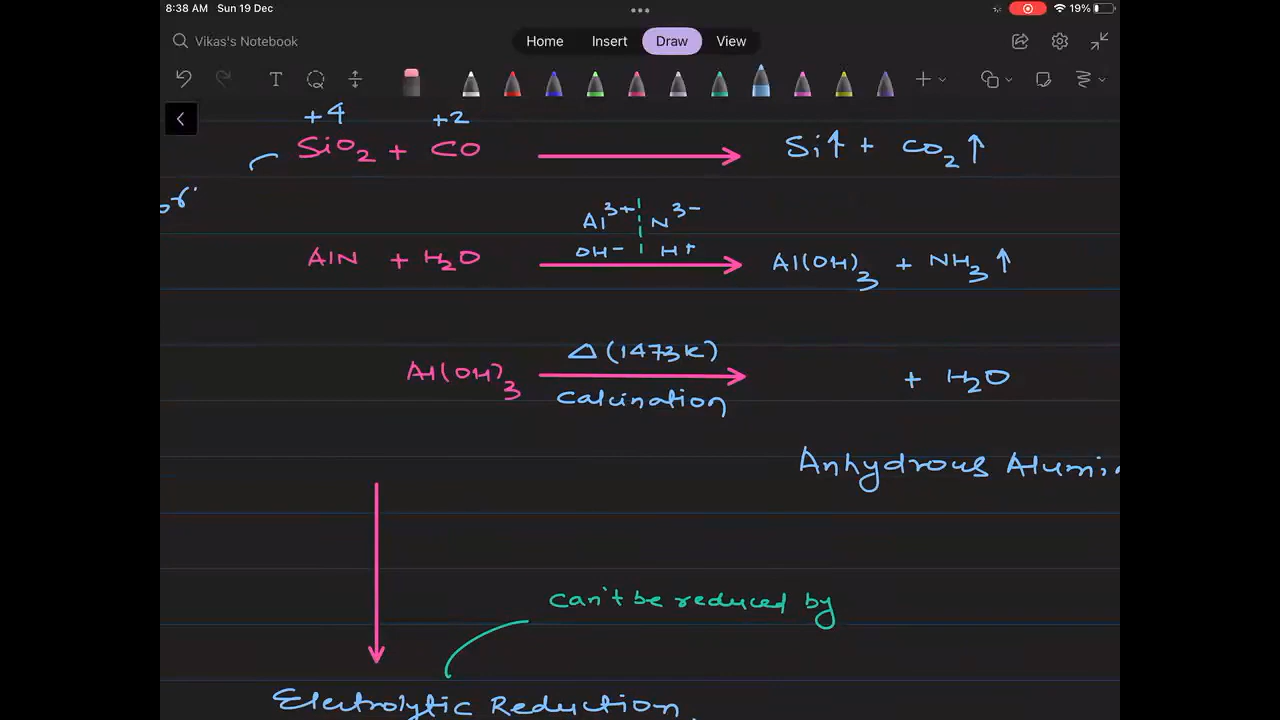 8:38 AM Sun 19 Dec
19%
Vikas's Notebook
Home Insert Draw View
+4 +2
SiO2 + CO → Si↑ + CO2↑
or
Al3+ ¦ N3-
OH- ¦ H+
AlN + H2O → Al(OH)3 + NH3↑
Δ (1473K)
Al(OH)3 → + H2O
Calcination
Anhydrous Alumi
can't be reduced by
Electrolytic Reduction